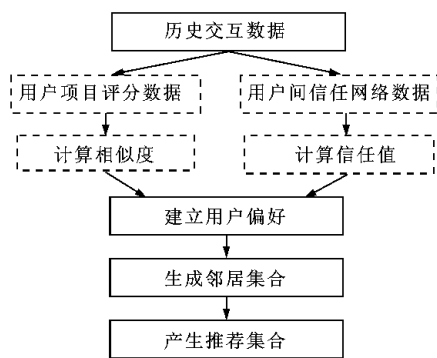 历史交互数据
用户项目评分数据
用户间信任网络数据
计算相似度
计算信任值
建立用户偏好
生成邻居集合
产生推荐集合